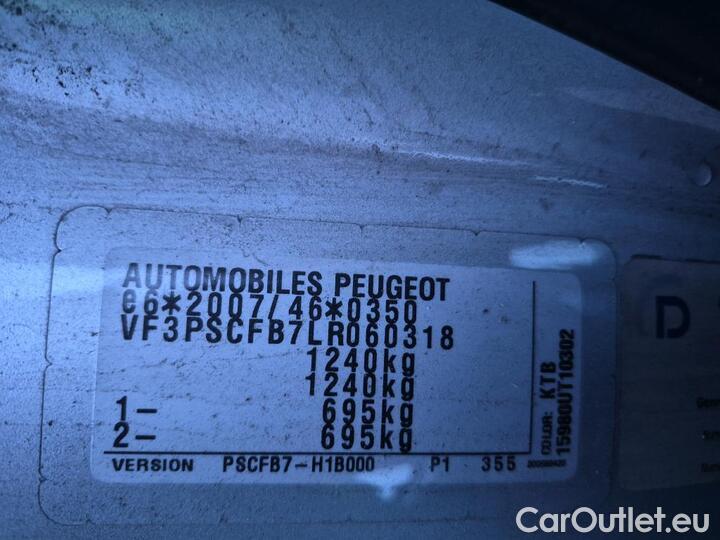 AUTOMOBILES PEUGEOT
e6*2007/46*0350
VF3PSCFB7LR060318
1240kg
1240kg
1- 695kg
2- 695kg
VERSION PSCFB7-H1B000 P1 355
COLOR: KTB
15980UT10302
D
CarOutlet.eu